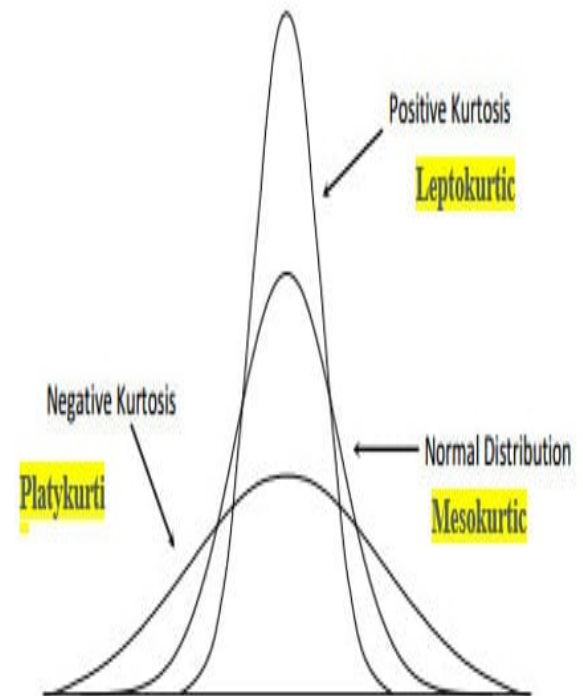 Positive Kurtosis
Leptokurtic
Negative Kurtosis
Platykurti
Normal Distribution
Mesokurtic